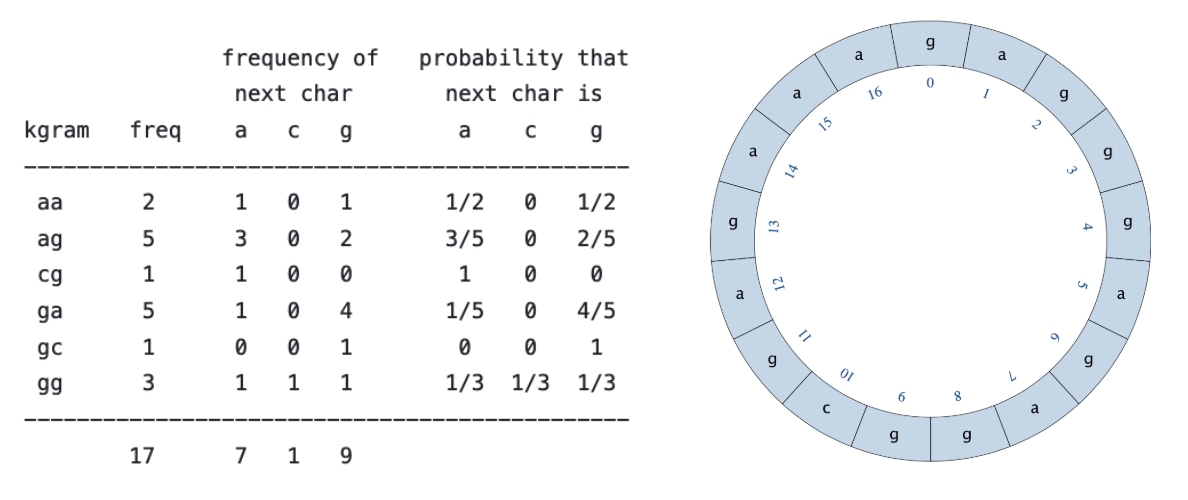 frequency of probability that
next char next char is
kgram freq a c g a c g
----------------------------------------------
aa 2 1 0 1 1/2 0 1/2
ag 5 3 0 2 3/5 0 2/5
cg 1 1 0 0 1 0 0
ga 5 1 0 4 1/5 0 4/5
gc 1 0 0 1 0 0 1
gg 3 1 1 1 1/3 1/3 1/3
----------------------------------------------
17 7 1 9
g
a
g
g
g
a
g
a
g
g
c
g
a
g
a
a
a
0
1
2
3
4
5
6
7
8
9
10
11
12
13
14
15
16